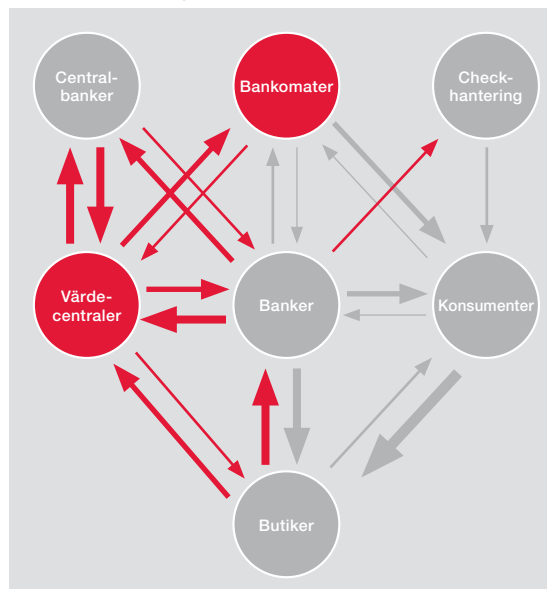 Central-
banker
Bankomater
Check-
hantering
Värde-
centraler
Banker
Konsumenter
Butiker